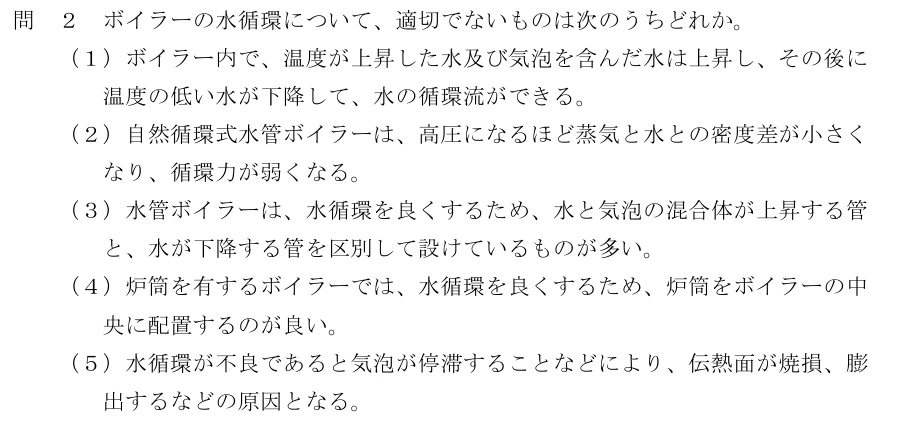 問　２　ボイラーの水循環について、適切でないものは次のうちどれか。
（１）ボイラー内で、温度が上昇した水及び気泡を含んだ水は上昇し、その後に
温度の低い水が下降して、水の循環流ができる。
（２）自然循環式水管ボイラーは、高圧になるほど蒸気と水との密度差が小さく
なり、循環力が弱くなる。
（３）水管ボイラーは、水循環を良くするため、水と気泡の混合体が上昇する管
と、水が下降する管を区別して設けているものが多い。
（４）炉筒を有するボイラーでは、水循環を良くするため、炉筒をボイラーの中
央に配置するのが良い。
（５）水循環が不良であると気泡が停滞することなどにより、伝熱面が焼損、膨
出するなどの原因となる。